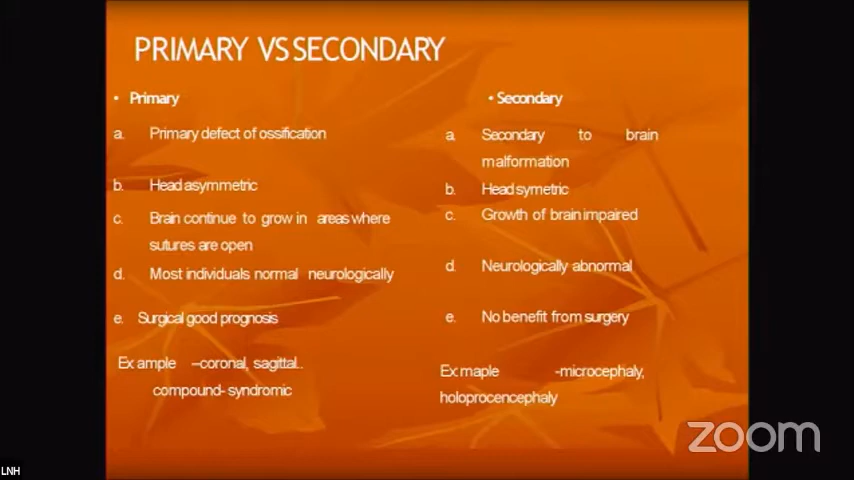 PRIMARY VS SECONDARY
• Primary
a. Primary defect of ossification
b. Head asymmetric
c. Brain continue to grow in areas where
sutures are open
d. Most individuals normal neurologically
e. Surgical good prognosis
Ex ample –coronal, sagittal..
compound- syndromic
• Secondary
a. Secondary to brain
malformation
b. Head symetric
c. Growth of brain impaired
d. Neurologically abnormal
e. No benefit from surgery
Ex maple -microcephaly,
holoprocencephaly
zoom
LNH